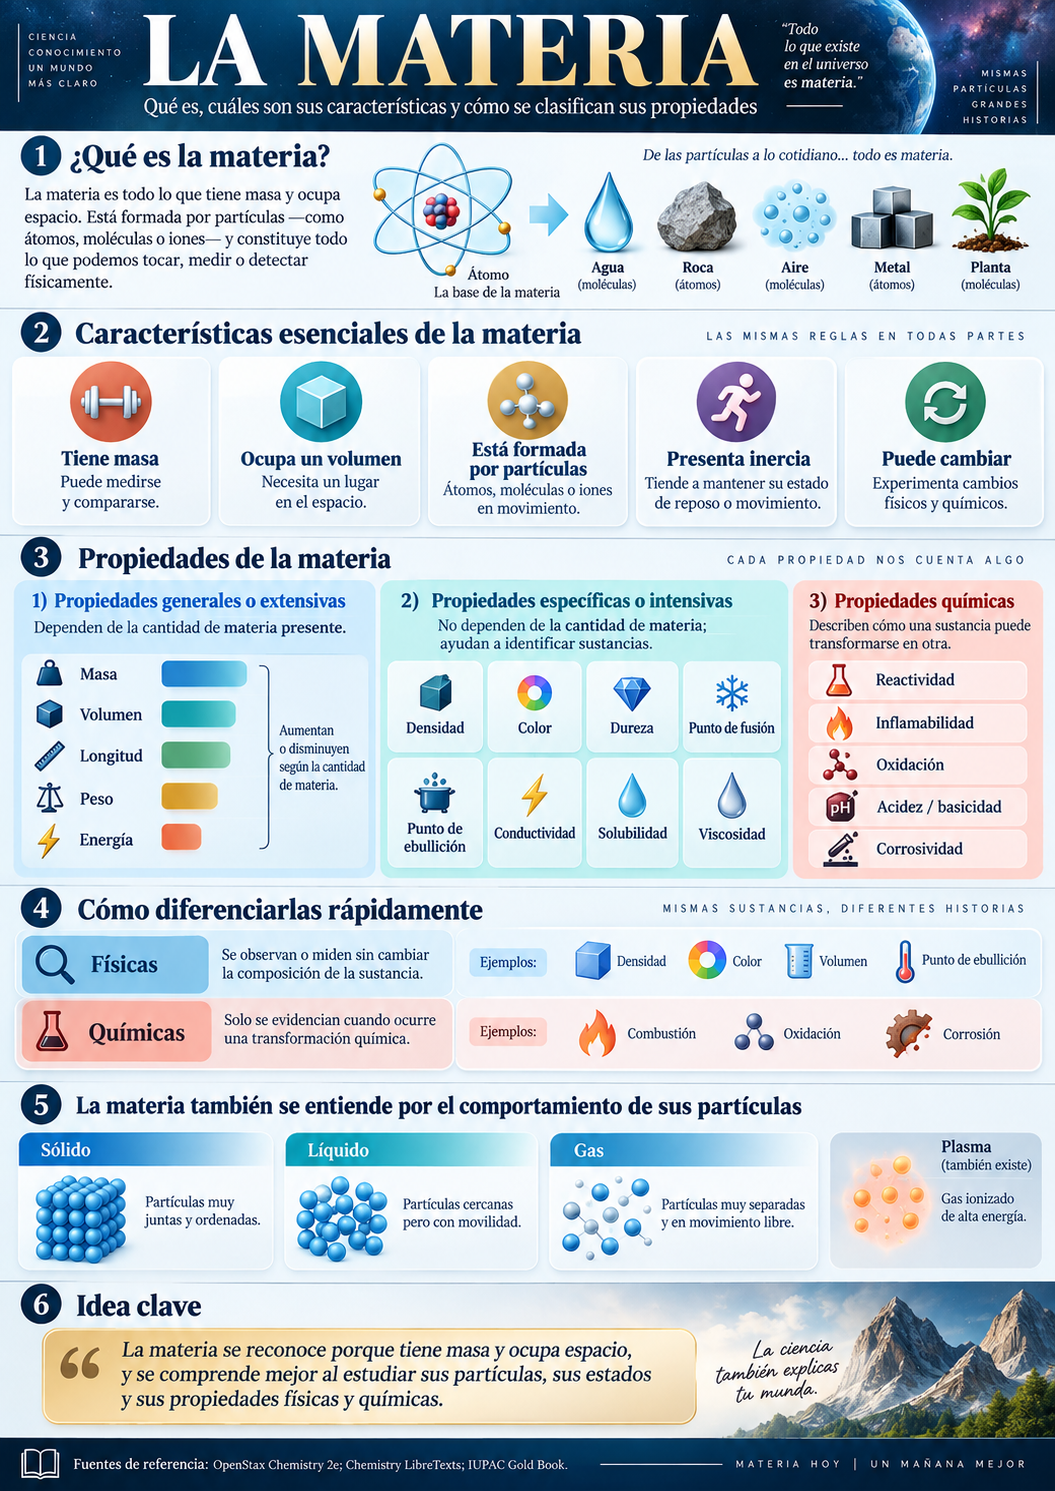 CIENCIA
CONOCIMIENTO
UN MUNDO
MÁS CLARO
LA MATERIA
Qué es, cuáles son sus características y cómo se clasifican sus propiedades
“Todo
lo que existe
en el universo
es materia.”
MISMAS
PARTÍCULAS
GRANDES
HISTORIAS
1 ¿Qué es la materia?
La materia es todo lo que tiene masa y ocupa
espacio. Está formada por partículas —como
átomos, moléculas o iones— y constituye todo
lo que podemos tocar, medir o detectar
físicamente.
Átomo
La base de la materia
De las partículas a lo cotidiano... todo es materia.
Agua
(moléculas)
Roca
(átomos)
Aire
(moléculas)
Metal
(átomos)
Planta
(moléculas)
2 Características esenciales de la materia
LAS MISMAS REGLAS EN TODAS PARTES
Tiene masa
Puede medirse
y compararse.
Ocupa un volumen
Necesita un lugar
en el espacio.
Está formada
por partículas
Átomos, moléculas o iones
en movimiento.
Presenta inercia
Tiende a mantener su estado
de reposo o movimiento.
Puede cambiar
Experimenta cambios
físicos y químicos.
3 Propiedades de la materia
CADA PROPIEDAD NOS CUENTA ALGO
1) Propiedades generales o extensivas
Dependen de la cantidad de materia presente.
Masa
Volumen
Longitud
Peso
Energía
Aumentan
o disminuyen
según la cantidad
de materia.
2) Propiedades específicas o intensivas
No dependen de la cantidad de materia;
ayudan a identificar sustancias.
Densidad
Color
Dureza
Punto de fusión
Punto de
ebullición
Conductividad
Solubilidad
Viscosidad
3) Propiedades químicas
Describen cómo una sustancia puede
transformarse en otra.
Reactividad
Inflamabilidad
Oxidación
pH
Acidez / basicidad
Corrosividad
4 Cómo diferenciarlas rápidamente
MISMAS SUSTANCIAS, DIFERENTES HISTORIAS
Físicas
Se observan o miden sin cambiar
la composición de la sustancia.
Ejemplos:
Densidad
Color
Volumen
Punto de ebullición
Químicas
Solo se evidencian cuando ocurre
una transformación química.
Ejemplos:
Combustión
Oxidación
Corrosión
5 La materia también se entiende por el comportamiento de sus partículas
Sólido
Partículas muy
juntas y ordenadas.
Líquido
Partículas cercanas
pero con movilidad.
Gas
Partículas muy separadas
y en movimiento libre.
Plasma
(también existe)
Gas ionizado
de alta energía.
6 Idea clave
“ La materia se reconoce porque tiene masa y ocupa espacio,
y se comprende mejor al estudiar sus partículas, sus estados
y sus propiedades físicas y químicas.
La ciencia
también explicas
tu munda.
Fuentes de referencia: OpenStax Chemistry 2e; Chemistry LibreTexts; IUPAC Gold Book.
MATERIA HOY | UN MAÑANA MEJOR